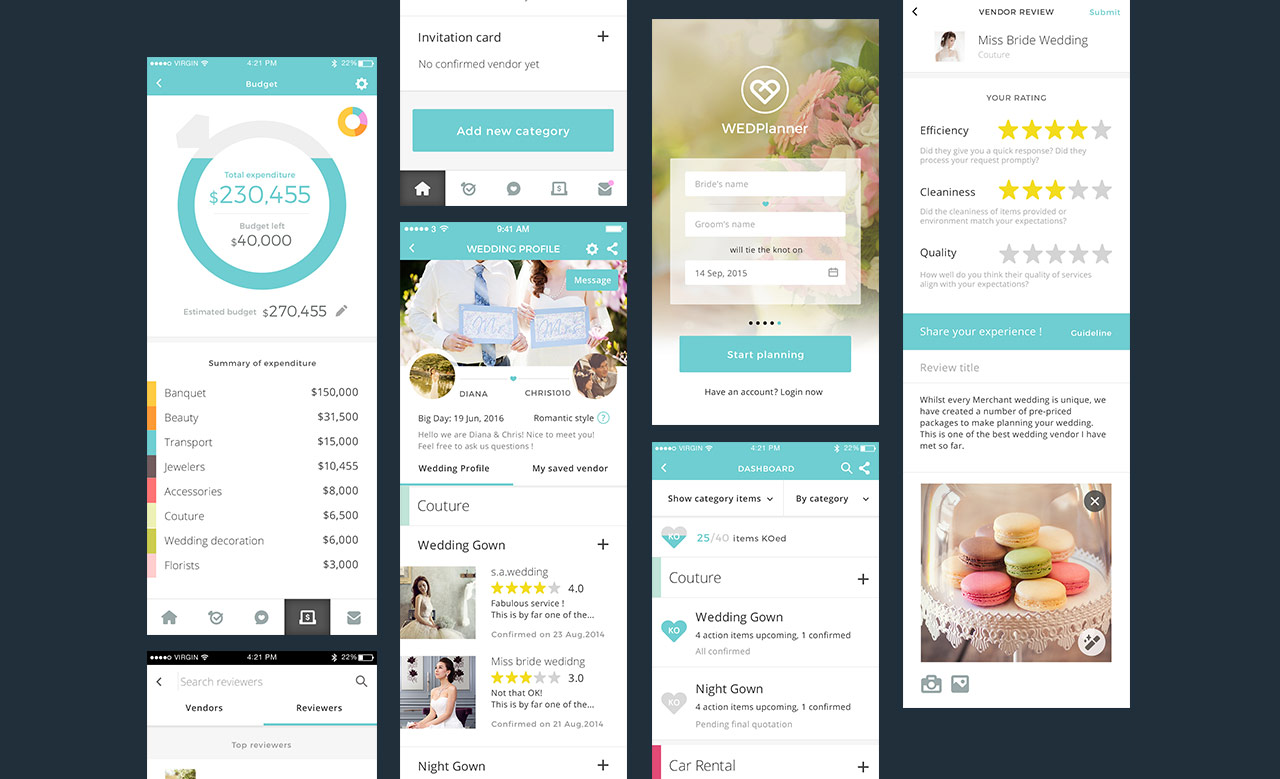 VIRGIN
4:21 PM
22%
Budget
Total expenditure
$230,455
Budget left
$40,000
Estimated budget $270,455
Summary of expenditure
Banquet $150,000
Beauty $31,500
Transport $15,000
Jewelers $10,455
Accessories $8,000
Couture $6,500
Wedding decoration $6,000
Florists $3,000
$
VIRGIN
4:21 PM
22%
Search reviewers
Vendors Reviewers
Top reviewers
Invitation card +
No confirmed vendor yet
Add new category
$
3
9:41 AM
WEDDING PROFILE
Message
Mr.
Mrs.
DIANA CHRIS1010
Big Day; 19 Jun, 2016 Romantic style ?
Hello we are Diana & Chris! Nice to meet you!
Feel free to ask us questions !
Wedding Profile My saved vendor
Couture
Wedding Gown +
s.a.wedding
4.0
Fabulous service !
This is by far one of the...
Confirmed on 23 Aug,2014
Miss bride wedidng
3.0
Not that OK!
This is by far one of the...
Confirmed on 21 Aug,2014
Night Gown +
WEDPlanner
Bride's name
Groom's name
will tie the knot on
14 Sep, 2015
Start planning
Have an account? Login now
VIRGIN
4:21 PM
22%
DASHBOARD
Show category items By category
KO 25/40 items KOed
Couture +
KO
Wedding Gown
4 action items upcoming, 1 confirmed
All confirmed
KO
Night Gown
4 action items upcoming, 1 confirmed
Pending final quotation
Car Rental +
VENDOR REVIEW Submit
Miss Bride Wedding
Couture
YOUR RATING
Efficiency
Did they give you a quick response? Did they
process your request promptly?
Cleaniness
Did the cleaniness of items provided or
environment match your expectations?
Quality
How well do you think their quality of services
align with your expectations?
Share your experience ! Guideline
Review title
Whilst every Merchant wedding is unique, we
have created a number of pre-priced
packages to make planning your wedding.
This is one of the best wedding vendor I have
met so far.